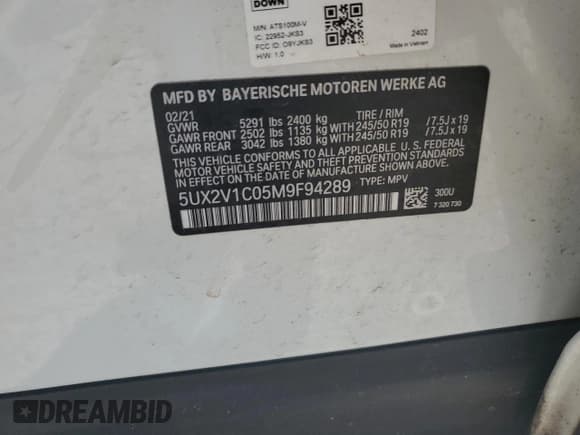 DOWN
M/N: ATS100M-V
IC: 22952-JKS3
FCC ID: O9YJKS3
H/W: 1.0
2402
Made in Vietnam
MFD BY BAYERISCHE MOTOREN WERKE AG
02/21
GVWR 5291 lbs 2400 kg TIRE / RIM
GAWR FRONT 2502 lbs 1135 kg WITH 245/50 R19 /7.5J x 19
GAWR REAR 3042 lbs 1380 kg WITH 245/50 R19 /7.5J x 19
THIS VEHICLE CONFORMS TO ALL APPLICABLE U. S. FEDERAL
MOTOR VEHICLE SAFETY AND THEFT PREVENTION STANDARDS
IN EFFECT ON THE DATE OF MANUFACTURE SHOWN ABOVE.
5UX2V1C05M9F94289 TYPE: MPV
300U
7 320 730
DREAMBID